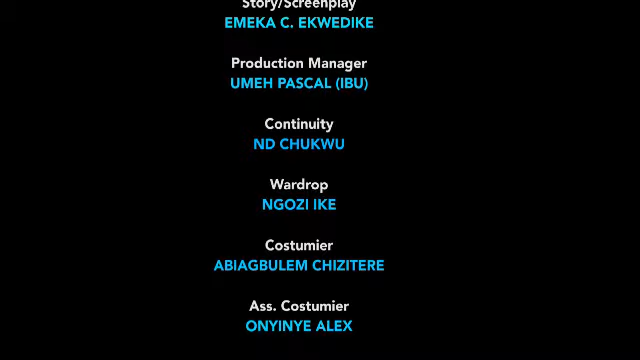 Story/Screenplay
EMEKA C. EKWEDIKE
Production Manager
UMEH PASCAL (IBU)
Continuity
ND CHUKWU
Wardrop
NGOZI IKE
Costumier
ABIAGBULEM CHIZITERE
Ass. Costumier
ONYINYE ALEX